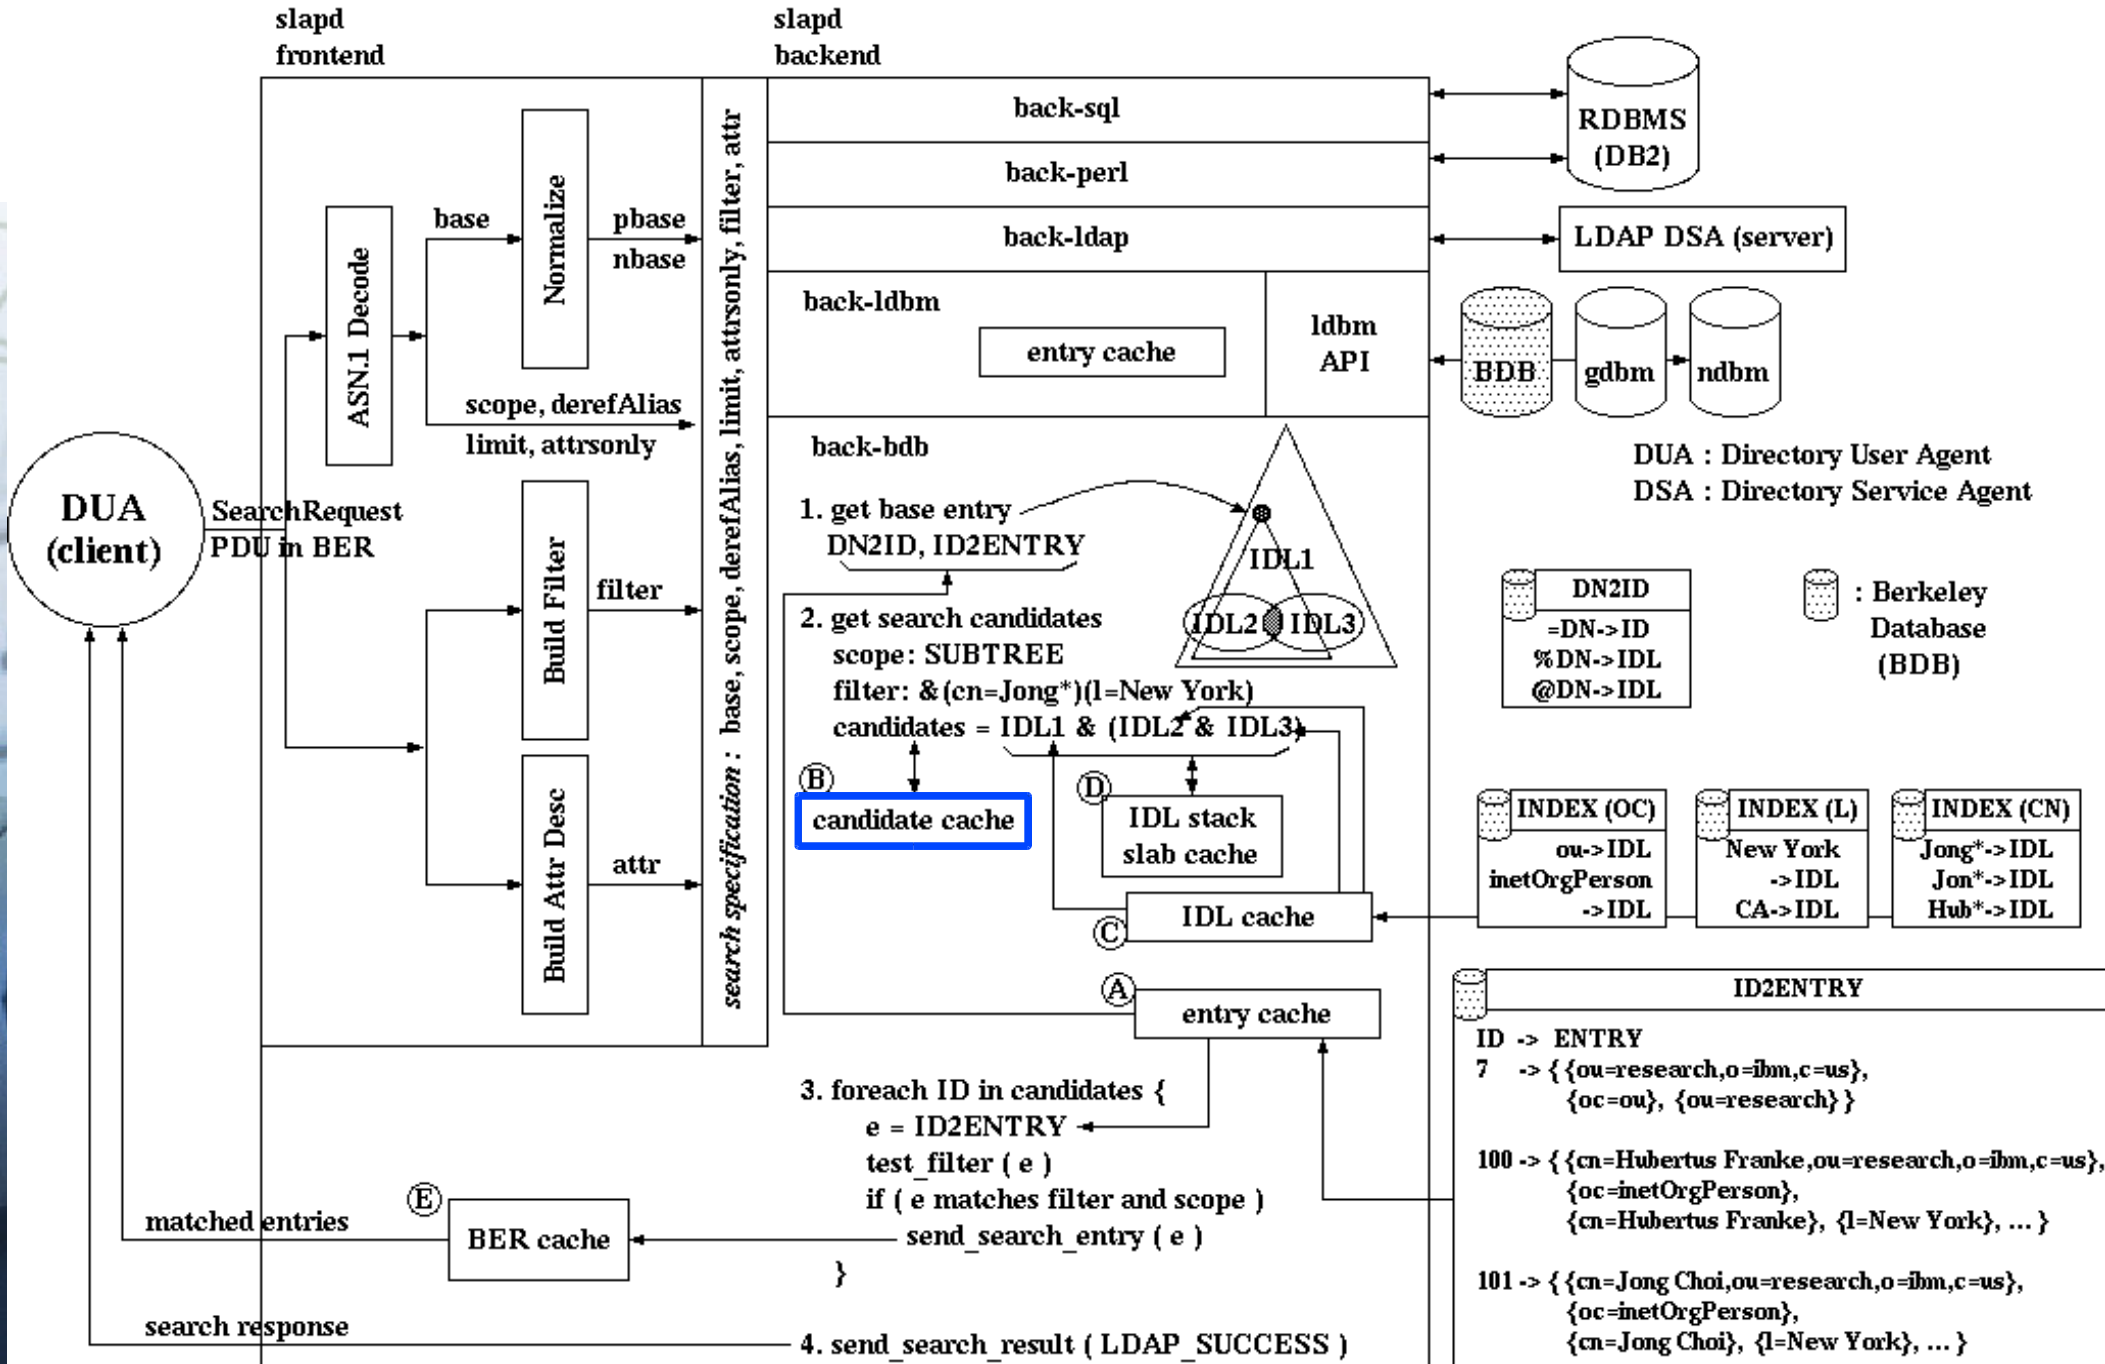 slapd
frontend
slapd
backend
back-sql
back-perl
back-ldap
back-ldbm
entry cache
ldbm
API
RDBMS
(DB2)
LDAP DSA (server)
BDB
gdbm
ndbm
DUA : Directory User Agent
DSA : Directory Service Agent
DUA
(client)
SearchRequest
PDU in BER
ASN.1 Decode
base
Normalize
pbase
nbase
scope, derefAlias
limit, attrsonly
Build Filter
filter
Build Attr Desc
attr
search specification : base, scope, derefAlias, limit, attrsonly, filter, attr
back-bdb
1. get base entry
DN2ID, ID2ENTRY
IDL1
IDL2
IDL3
2. get search candidates
scope: SUBTREE
filter: &(cn=Jong*)(l=New York)
candidates = IDL1 & (IDL2 & IDL3)
B
candidate cache
D
IDL stack
slab cache
C
IDL cache
A
entry cache
DN2ID
=DN->ID
%DN->IDL
@DN->IDL
: Berkeley
Database
(BDB)
INDEX (OC)
ou->IDL
inetOrgPerson
->IDL
INDEX (L)
New York
->IDL
CA->IDL
INDEX (CN)
Jong*->IDL
Jon*->IDL
Hub*->IDL
ID2ENTRY
ID -> ENTRY
7 -> { {ou=research,o=ibm,c=us},
{oc=ou}, {ou=research} }
100 -> { {cn=Hubertus Franke,ou=research,o=ibm,c=us},
{oc=inetOrgPerson},
{cn=Hubertus Franke}, {l=New York}, ... }
101 -> { {cn=Jong Choi,ou=research,o=ibm,c=us},
{oc=inetOrgPerson},
{cn=Jong Choi}, {l=New York}, ... }
3. foreach ID in candidates {
e = ID2ENTRY
test_filter ( e )
if ( e matches filter and scope )
send_search_entry ( e )
}
E
BER cache
matched entries
search response
4. send_search_result ( LDAP_SUCCESS )